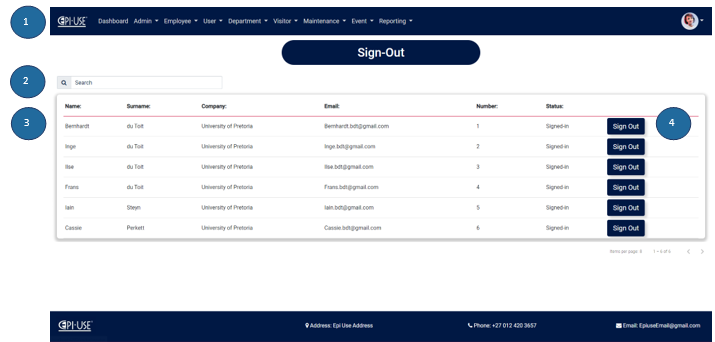 1
EPI-USE Dashboard Admin Employee User Department Visitor Maintenance Event Reporting
Sign-Out
2
Search
Name: Surname: Company: Email: Number: Status:
3
4
Bernhardt du Toit University of Pretoria Bernhardt.bdt@gmail.com 1 Signed-in Sign Out
Inge du Toit University of Pretoria Inge.bdt@gmail.com 2 Signed-in Sign Out
Ilse du Toit University of Pretoria Ilse.bdt@gmail.com 3 Signed-in Sign Out
Frans du Toit University of Pretoria Frans.bdt@gmail.com 4 Signed-in Sign Out
Iain Steyn University of Pretoria Iain.bdt@gmail.com 5 Signed-in Sign Out
Cassie Perkett University of Pretoria Cassie.bdt@gmail.com 6 Signed-in Sign Out
Items per page: 6 1 – 6 of 6
EPI-USE Address: Epi Use Address Phone: +27 012 420 3657 Email: EpiuseEmail@gmail.com